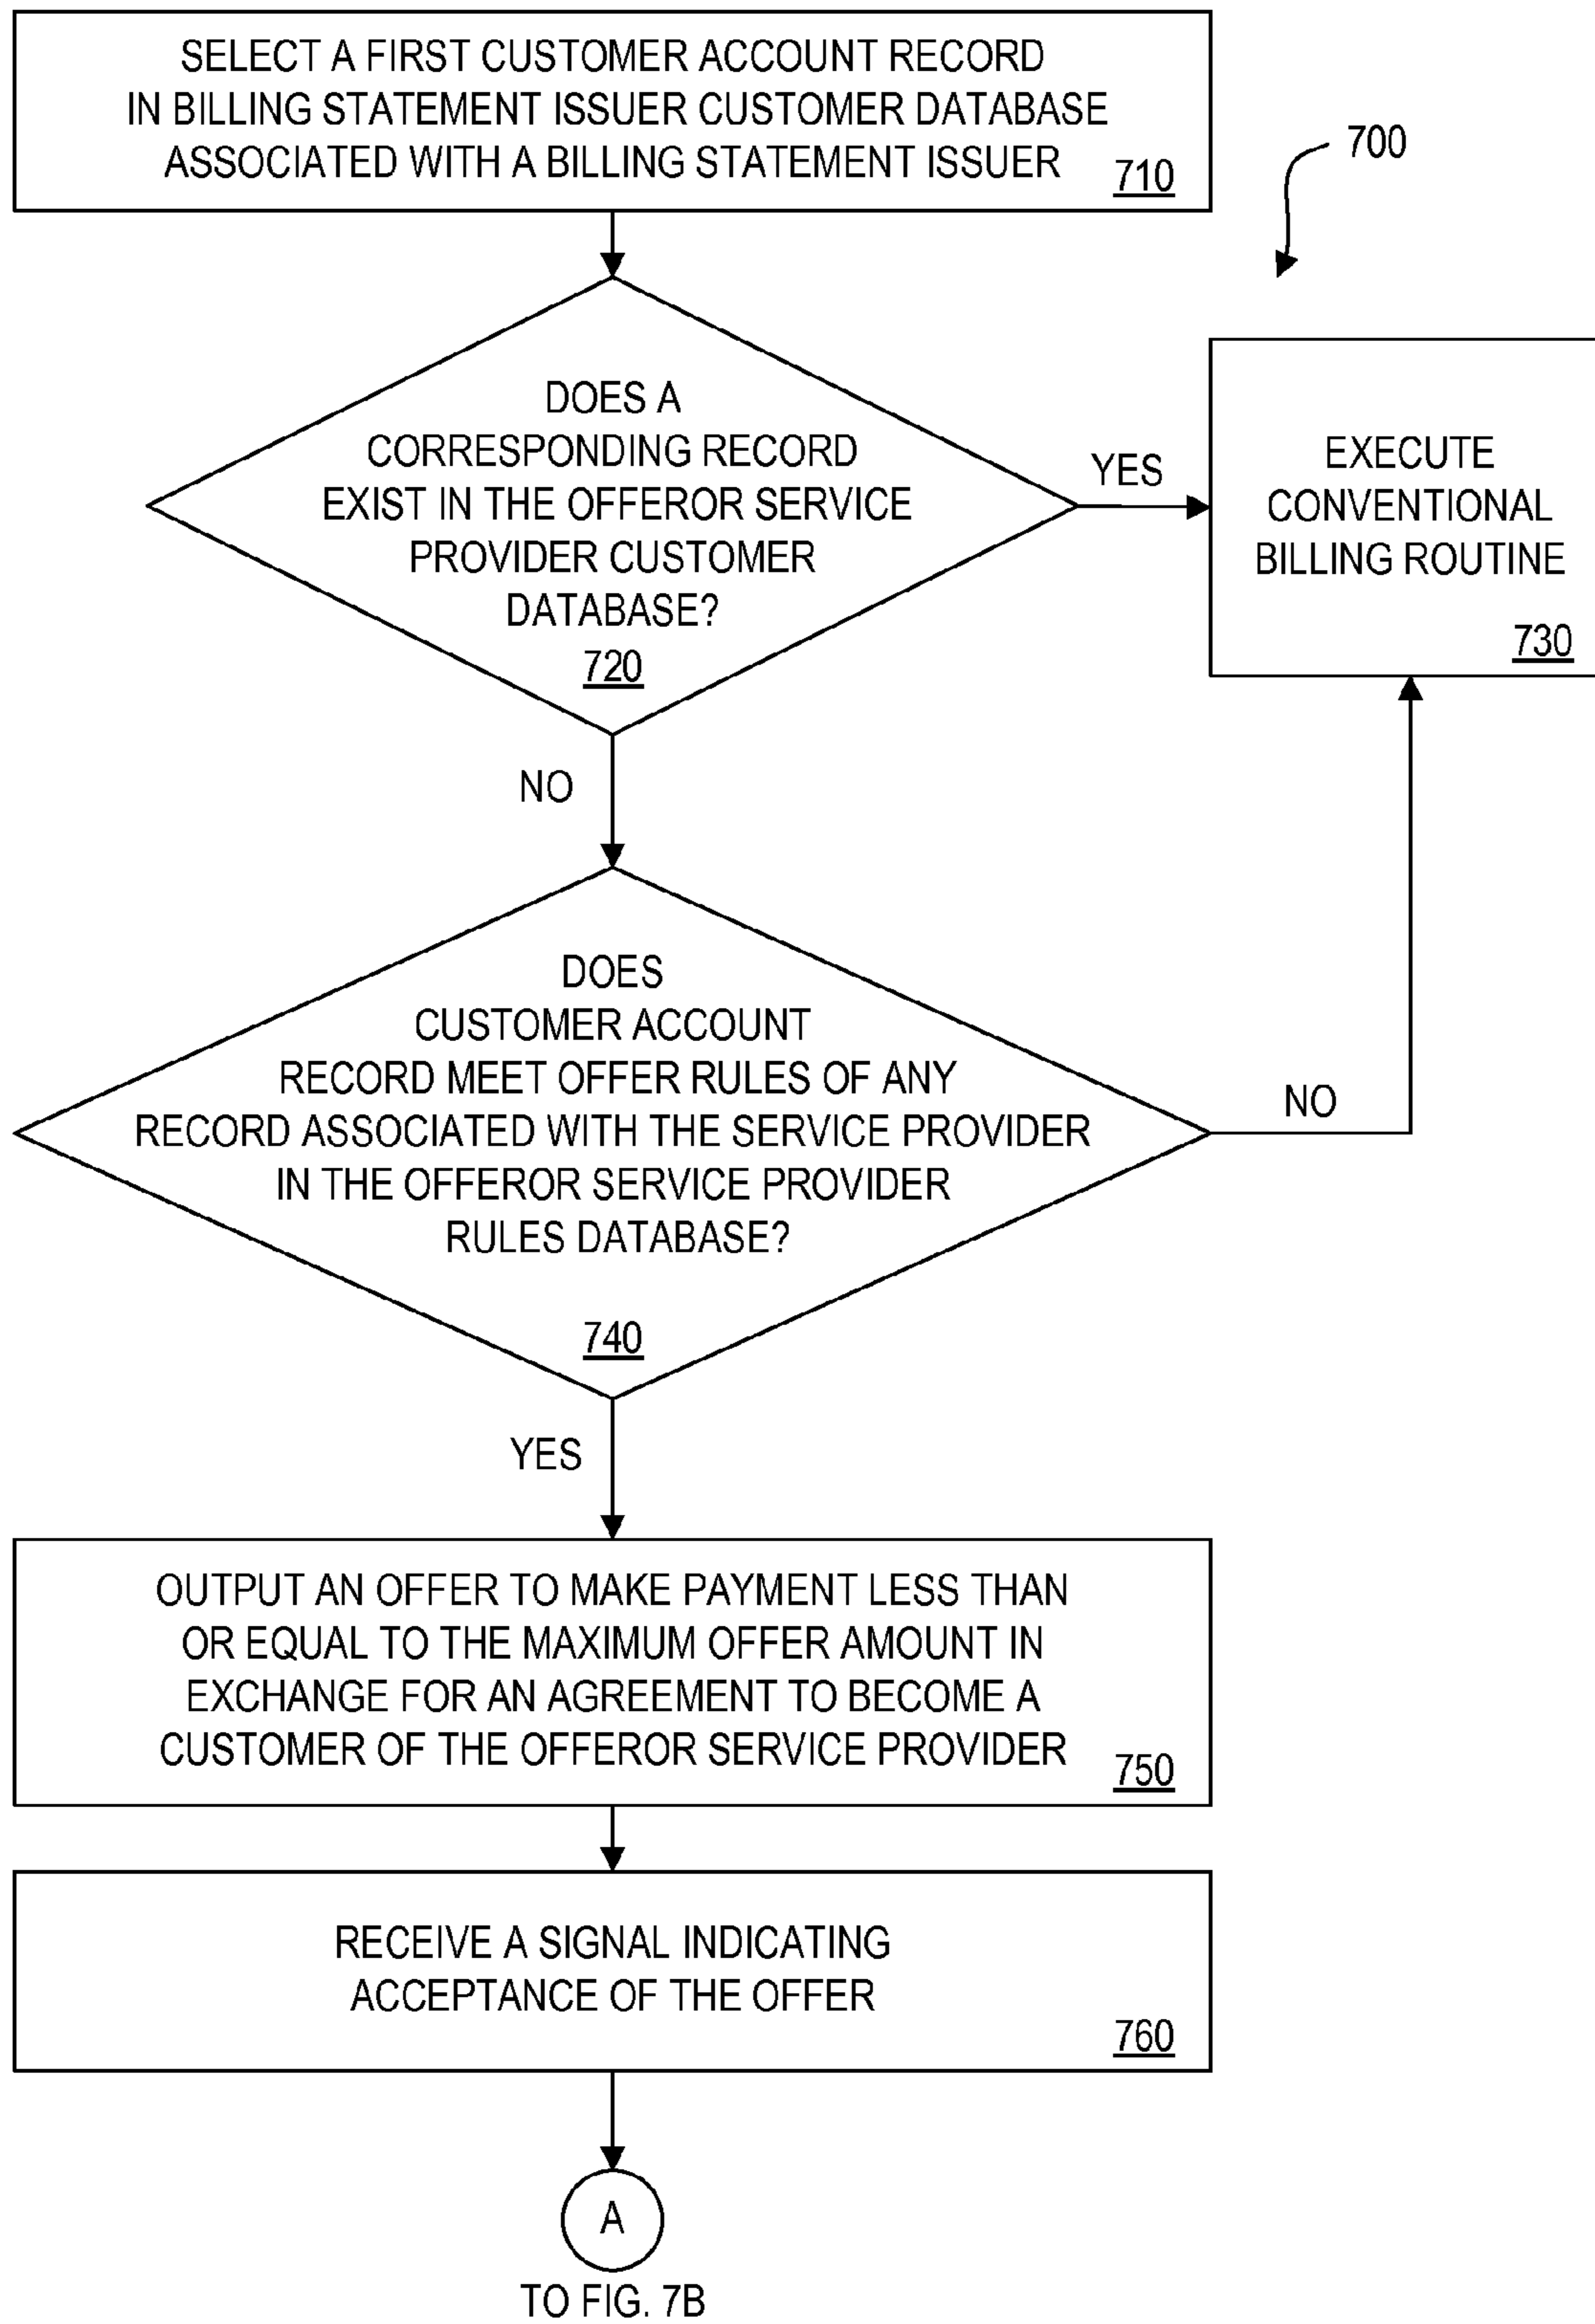 SELECT A FIRST CUSTOMER ACCOUNT RECORD
IN BILLING STATEMENT ISSUER CUSTOMER DATABASE
ASSOCIATED WITH A BILLING STATEMENT ISSUER
710
700
DOES A
CORRESPONDING RECORD
EXIST IN THE OFFEROR SERVICE
PROVIDER CUSTOMER
DATABASE?
720
YES
EXECUTE
CONVENTIONAL
BILLING ROUTINE
730
NO
DOES
CUSTOMER ACCOUNT
RECORD MEET OFFER RULES OF ANY
RECORD ASSOCIATED WITH THE SERVICE PROVIDER
IN THE OFFEROR SERVICE PROVIDER
RULES DATABASE?
740
NO
YES
OUTPUT AN OFFER TO MAKE PAYMENT LESS THAN
OR EQUAL TO THE MAXIMUM OFFER AMOUNT IN
EXCHANGE FOR AN AGREEMENT TO BECOME A
CUSTOMER OF THE OFFEROR SERVICE PROVIDER
750
RECEIVE A SIGNAL INDICATING
ACCEPTANCE OF THE OFFER
760
A
TO FIG. 7B